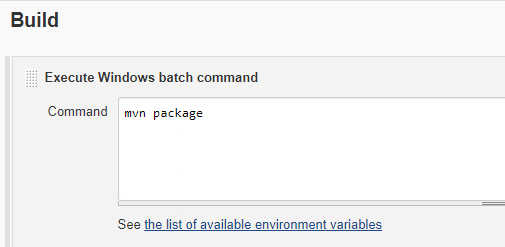 Build
Execute Windows batch command
Command
mvn package
See the list of available environment variables